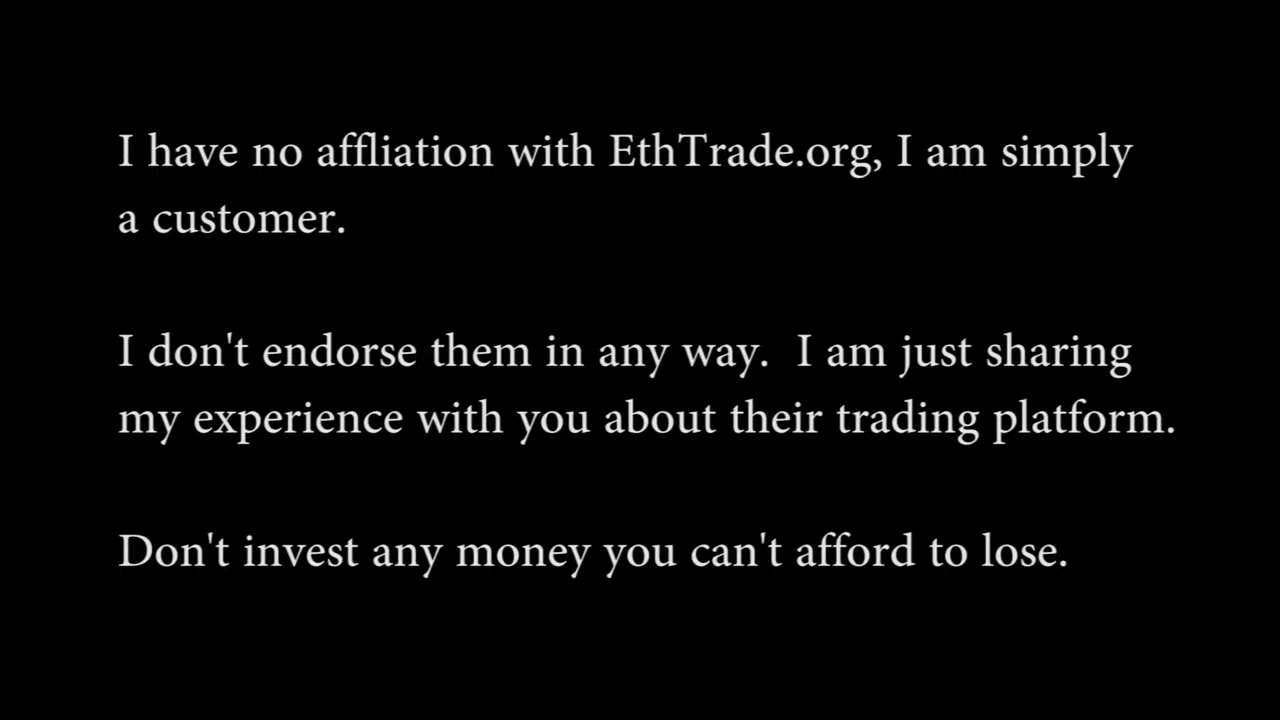 I have no affliation with EthTrade.org, I am simply
a customer.
I don't endorse them in any way.  I am just sharing
my experience with you about their trading platform.
Don't invest any money you can't afford to lose.